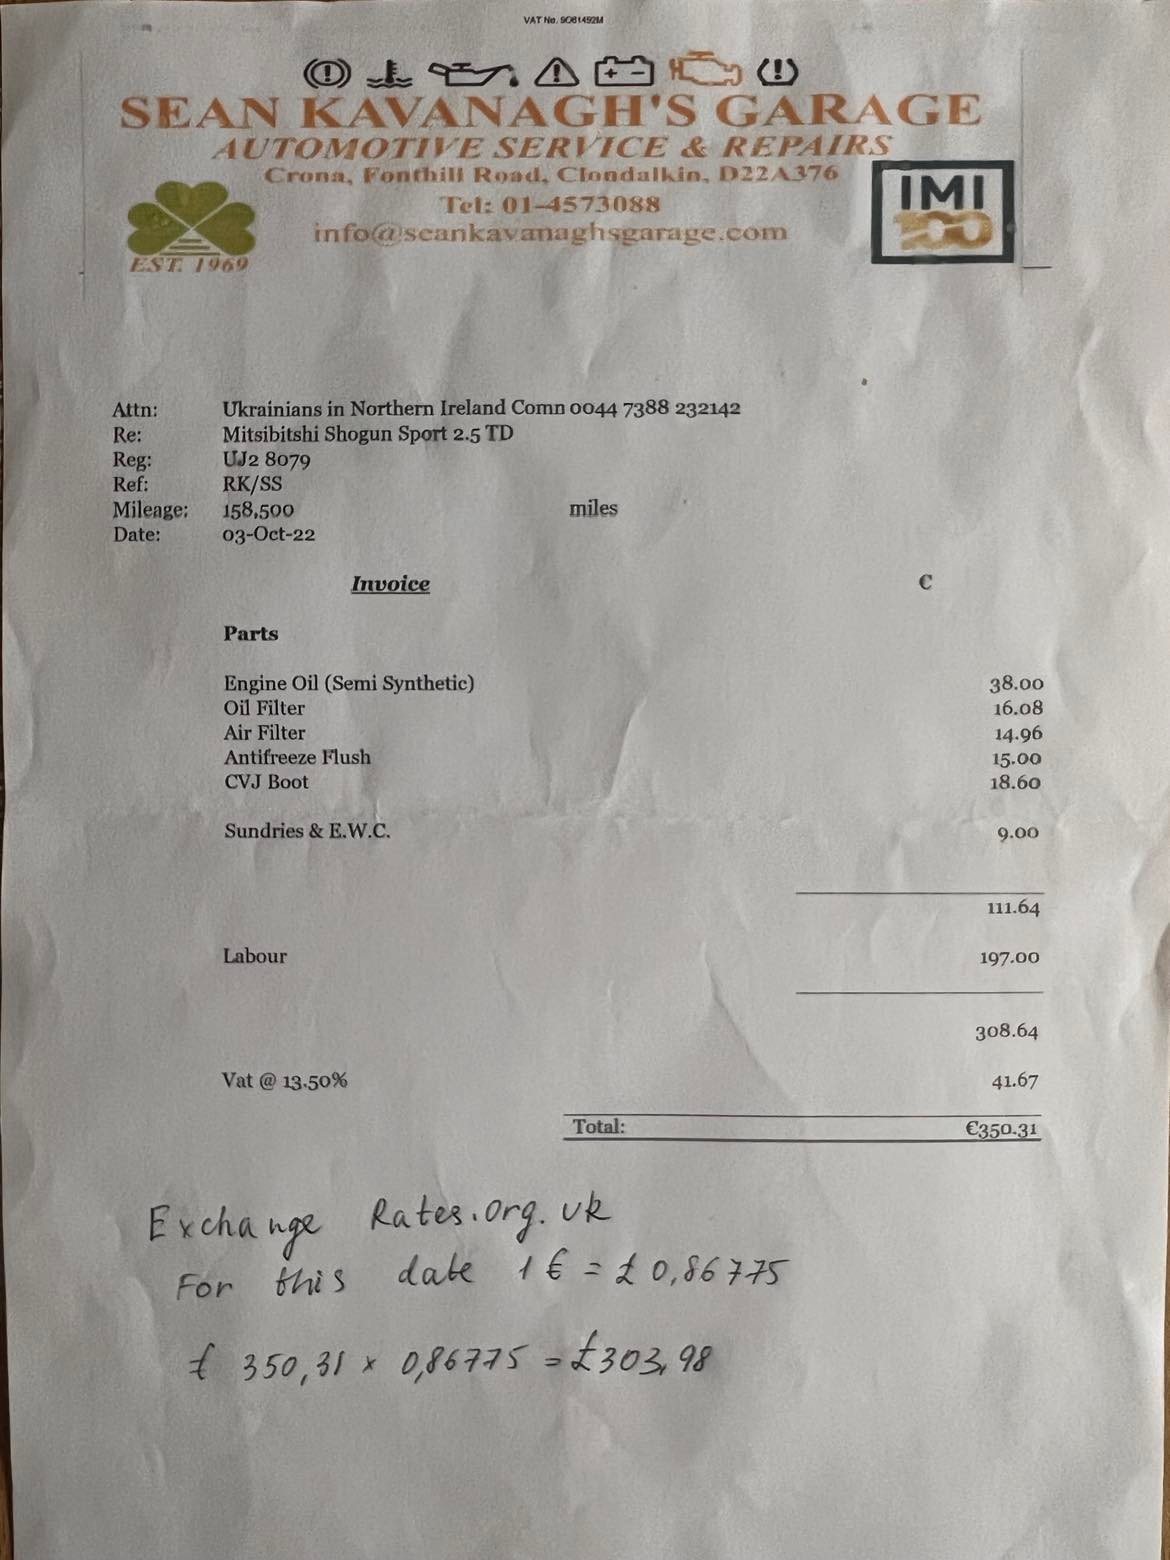 VAT No. 9O61492M
SEAN KAVANAGH'S GARAGE
AUTOMOTIVE SERVICE & REPAIRS
Crona, Fonthill Road, Clondalkin, D22A376
Tel: 01-4573088
info@seankavanaghsgarage.com
EST. 1969
IMI
100
Attn: Ukrainians in Northern Ireland Comn 0044 7388 232142
Re: Mitsibitshi Shogun Sport 2.5 TD
Reg: UJ2 8079
Ref: RK/SS
Mileage: 158,500 miles
Date: 03-Oct-22
Invoice €
Parts
Engine Oil (Semi Synthetic) 38.00
Oil Filter 16.08
Air Filter 14.96
Antifreeze Flush 15.00
CVJ Boot 18.60
Sundries & E.W.C. 9.00
111.64
Labour 197.00
308.64
Vat @ 13.50% 41.67
Total: €350.31
Exchange Rates.org.uk
For this date 1 € = £ 0,86775
£ 350,31 x 0,86775 = £303,98